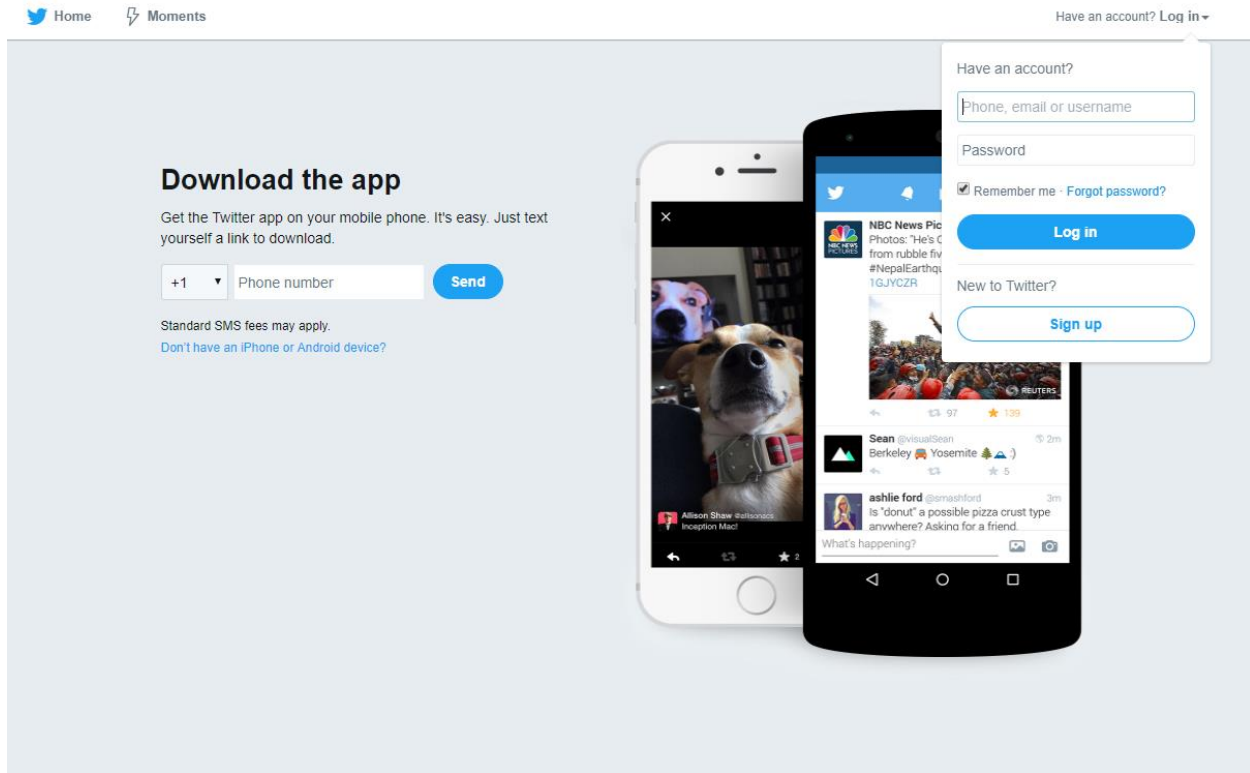 Home
Moments
Have an account? Log in
Have an account?
Phone, email or username
Password
Remember me · Forgot password?
Log in
New to Twitter?
Sign up
Download the app
Get the Twitter app on your mobile phone. It's easy. Just text
yourself a link to download.
+1
Phone number
Send
Standard SMS fees may apply.
Don't have an iPhone or Android device?
Allison Shaw @allisonacs
Inception Mac!
2
NBC NEWS
PICTURES
NBC News Pic
Photos: "He's
from rubble fiv
#NepalEarthqu
1GJYCZR
REUTERS
97
139
Sean @visualSean
2m
Berkeley 🚘 Yosemite 🌲🗻 :)
5
ashlie ford @smashford
3m
Is "donut" a possible pizza crust type
anywhere? Asking for a friend.
What's happening?